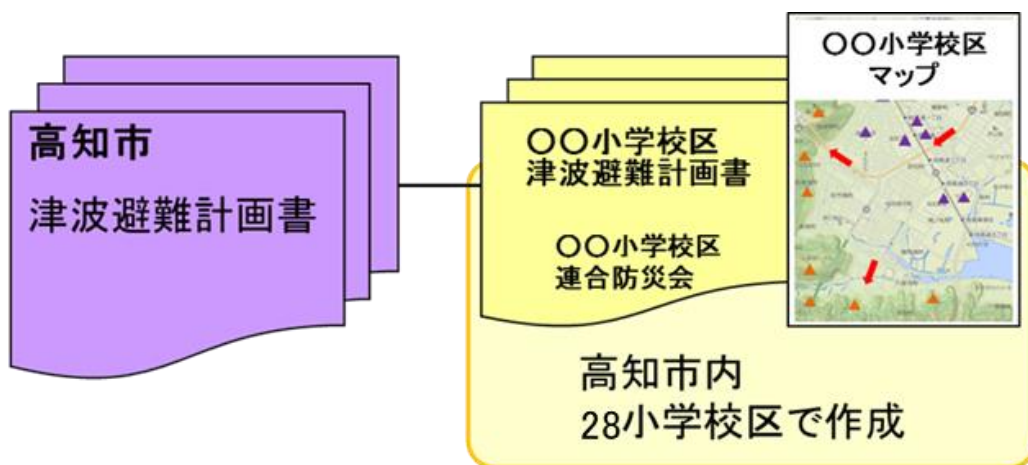 高知市
津波避難計画書
〇〇小学校区
津波避難計画書
〇〇小学校区
連合防災会
〇〇小学校区
マップ
高知市内
28小学校区で作成